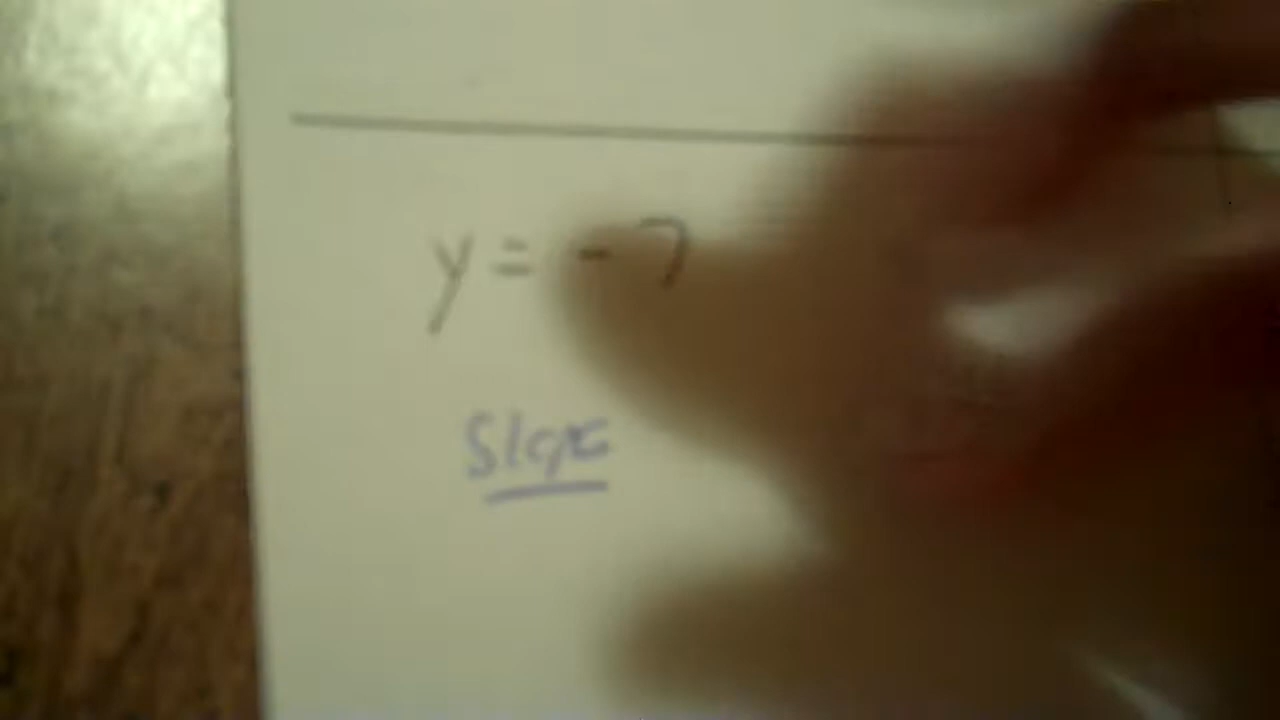 y = - 7
Slope